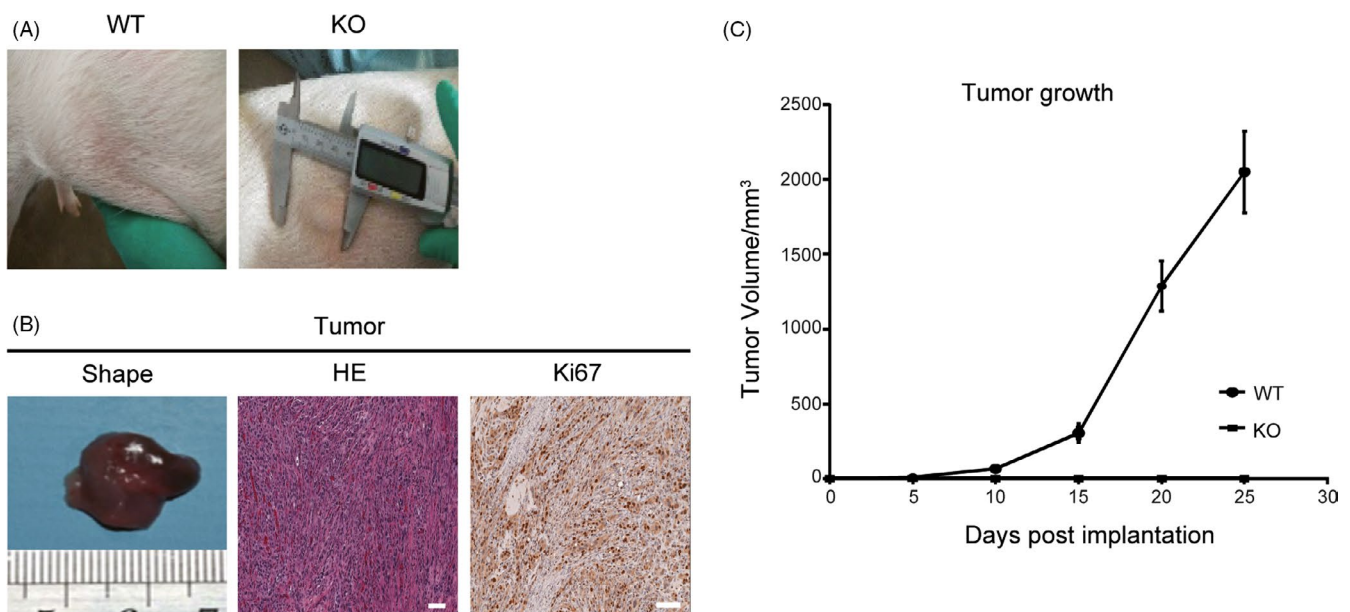 (A)
WT
KO
(B)
Tumor
Shape
HE
Ki67
(C)
Tumor growth
Tumor Volume/mm³
2500
2000
1500
1000
500
0
0 5 10 15 20 25 30
Days post implantation
WT
KO